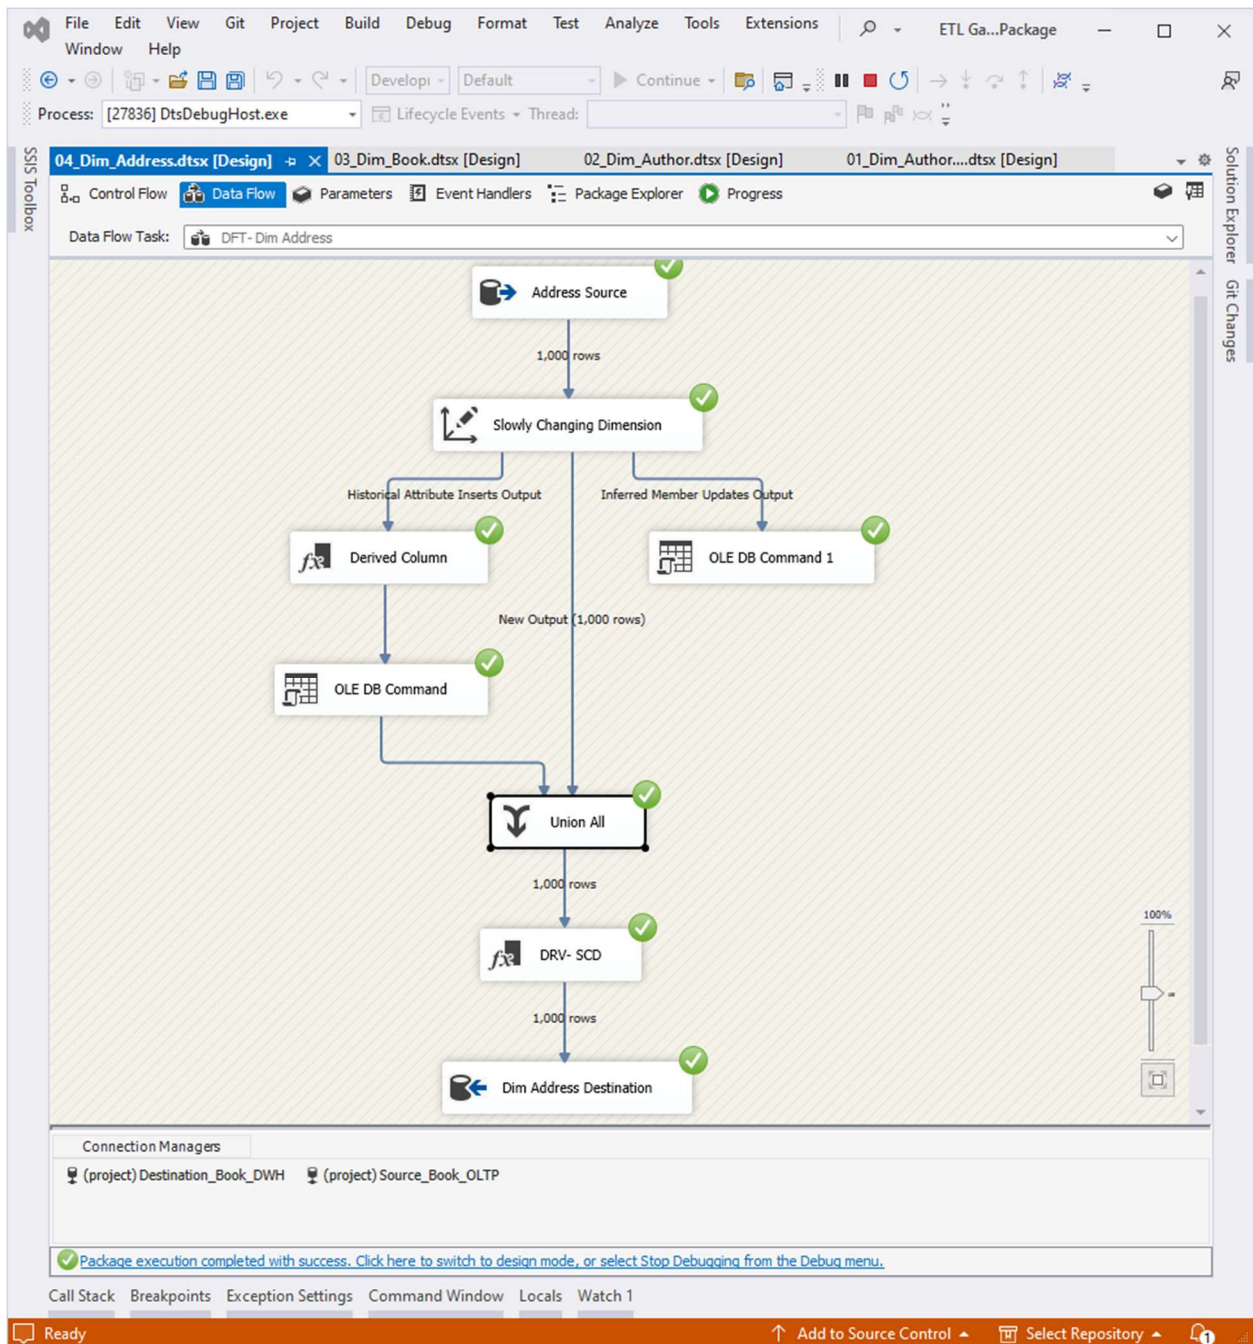 File Edit View Git Project Build Debug Format Test Analyze Tools Extensions ETL Ga...Package
Window Help
Developi Default Continue
Process: [27836] DtsDebugHost.exe Lifecycle Events Thread:
SSIS Toolbox
04_Dim_Address.dtsx [Design] 03_Dim_Book.dtsx [Design] 02_Dim_Author.dtsx [Design] 01_Dim_Author....dtsx [Design]
Control Flow Data Flow Parameters Event Handlers Package Explorer Progress
Data Flow Task: DFT- Dim Address
Solution Explorer
Git Changes
Address Source
1,000 rows
Slowly Changing Dimension
Historical Attribute Inserts Output Inferred Member Updates Output
Derived Column OLE DB Command 1
New Output (1,000 rows)
OLE DB Command
Union All
1,000 rows
100%
DRV- SCD
1,000 rows
Dim Address Destination
Connection Managers
(project) Destination_Book_DWH (project) Source_Book_OLTP
Package execution completed with success. Click here to switch to design mode, or select Stop Debugging from the Debug menu.
Call Stack Breakpoints Exception Settings Command Window Locals Watch 1
Ready Add to Source Control Select Repository 1